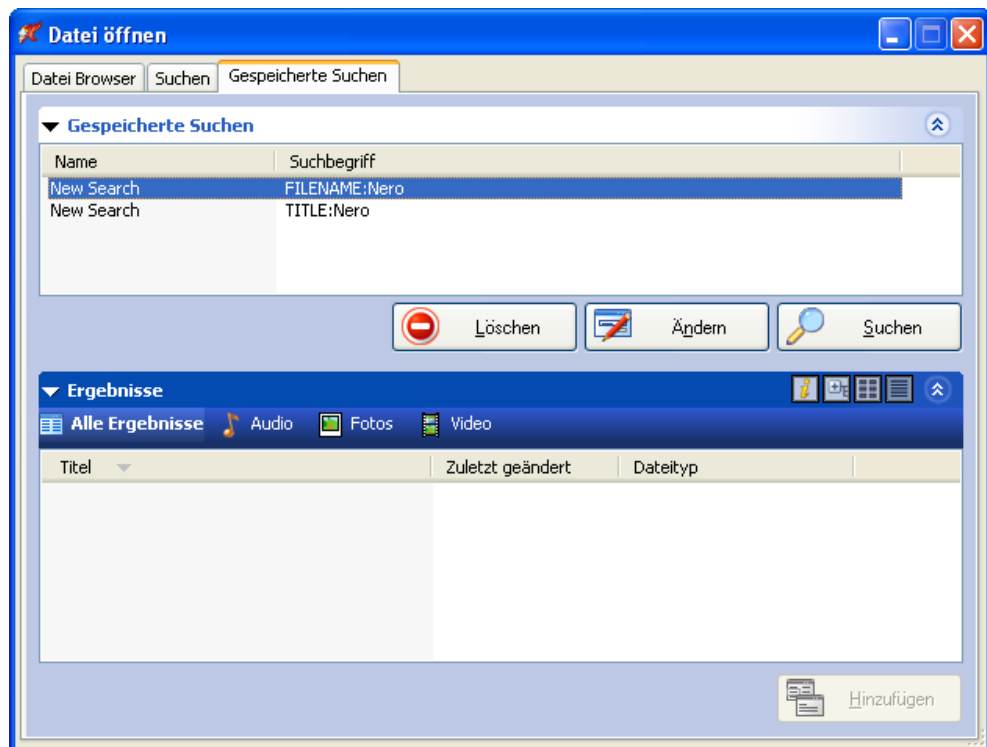 Datei öffnen
Datei Browser Suchen Gespeicherte Suchen
Gespeicherte Suchen
Name Suchbegriff
New Search FILENAME:Nero
New Search TITLE:Nero
Löschen Ändern Suchen
Ergebnisse
Alle Ergebnisse Audio Fotos Video
Titel Zuletzt geändert Dateityp
Hinzufügen